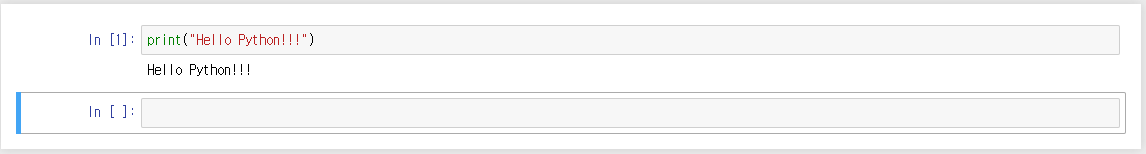 In [1]: print("Hello Python!!!")
Hello Python!!!
In [ ]: